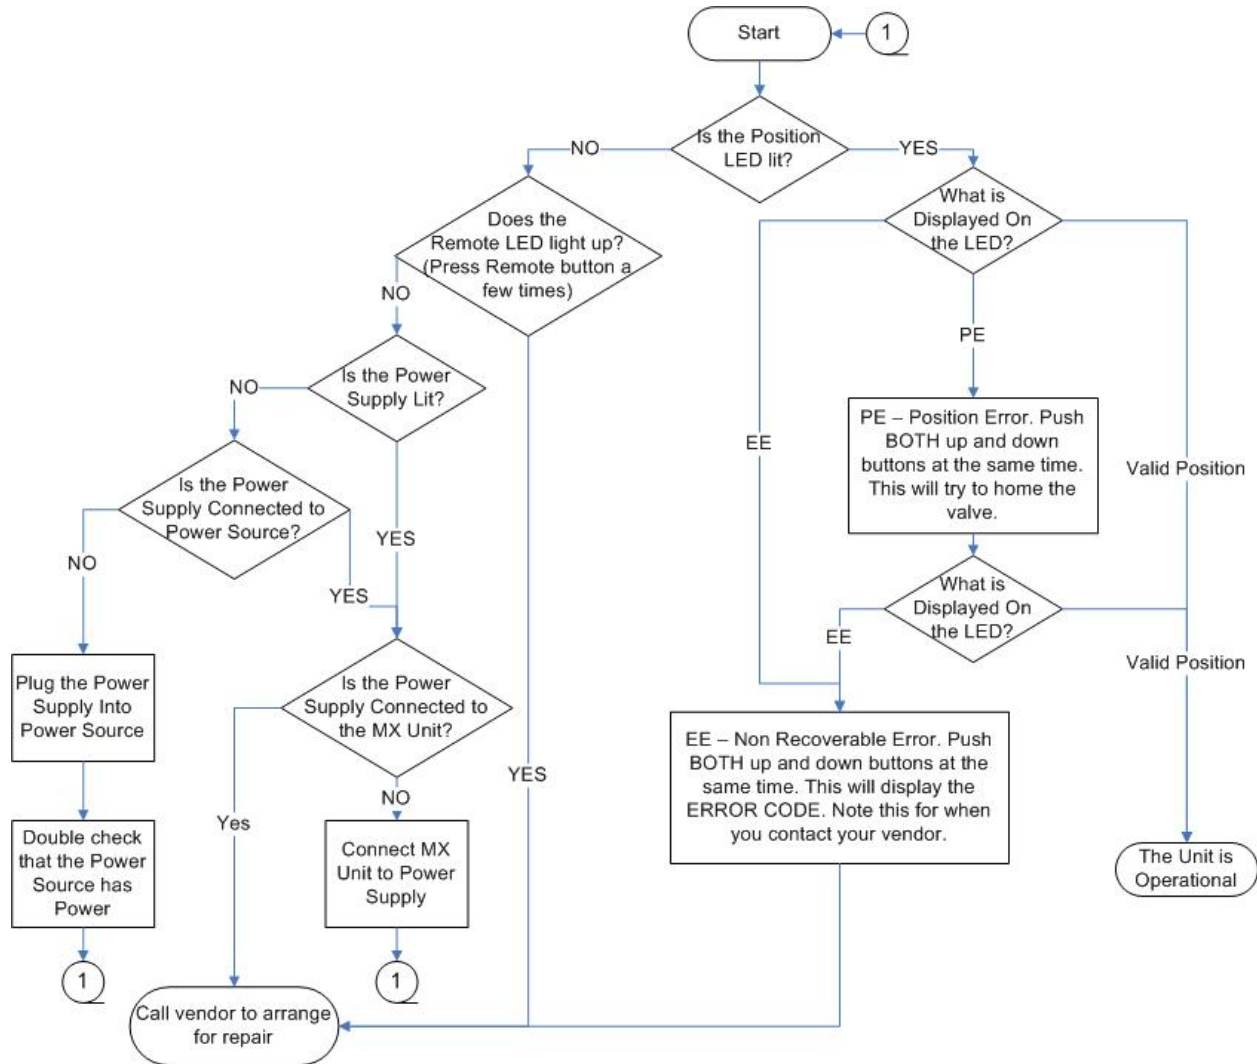 Start
1
Is the Position
LED lit?
NO
YES
Does the
Remote LED light up?
(Press Remote button a
few times)
What is
Displayed On
the LED?
NO
EE
PE
Valid Position
Is the Power
Supply Lit?
NO
YES
YES
PE – Position Error. Push
BOTH up and down
buttons at the same time.
This will try to home the
valve.
Is the Power
Supply Connected to
Power Source?
NO
YES
What is
Displayed On
the LED?
EE
Valid Position
Plug the Power
Supply Into
Power Source
Is the Power
Supply Connected to
the MX Unit?
Yes
NO
EE – Non Recoverable Error. Push
BOTH up and down buttons at the
same time. This will display the
ERROR CODE. Note this for when
you contact your vendor.
Double check
that the Power
Source has
Power
Connect MX
Unit to Power
Supply
The Unit is
Operational
1
1
Call vendor to arrange
for repair